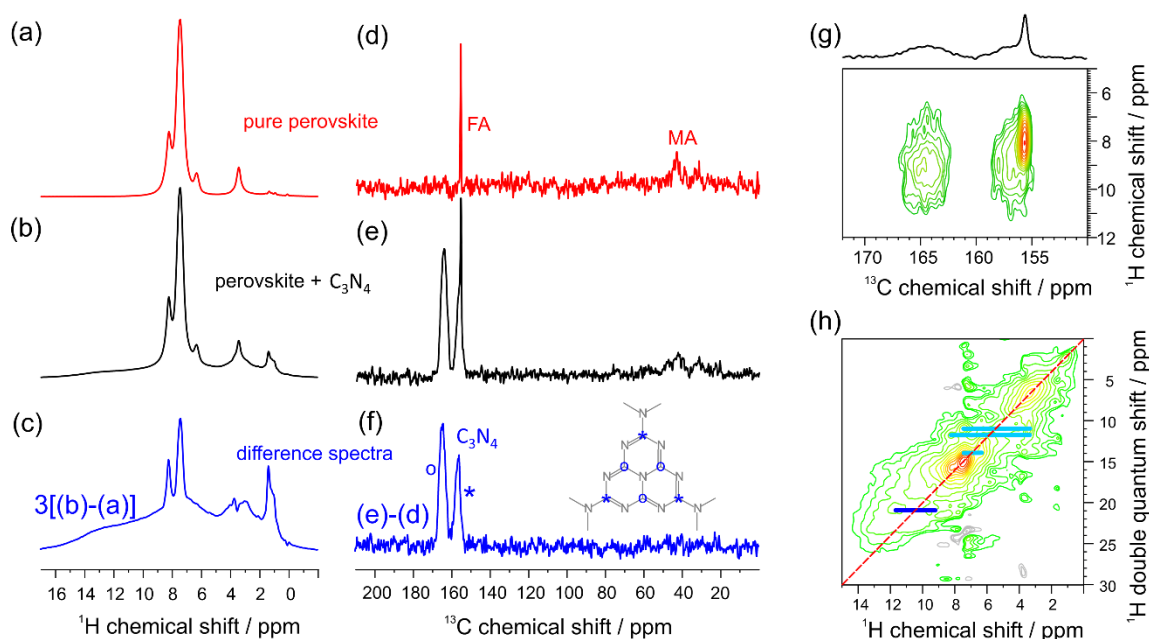 (a)
pure perovskite
(b)
perovskite + C₃N₄
(c)
difference spectra
3[(b)-(a)]
16 14 12 10 8 6 4 2 0
¹H chemical shift / ppm
(d)
FA
MA
(e)
(f)
C₃N₄
o
*
(e)-(d)
N
* N N
o o
N N N
* o *
N N N N
200 180 160 140 120 100 80 60 40 20 0
¹³C chemical shift / ppm
(g)
6
8
10
12
¹H chemical shift / ppm
170 165 160 155
¹³C chemical shift / ppm
(h)
5
10
15
20
25
30
¹H double quantum shift / ppm
14 12 10 8 6 4 2
¹H chemical shift / ppm